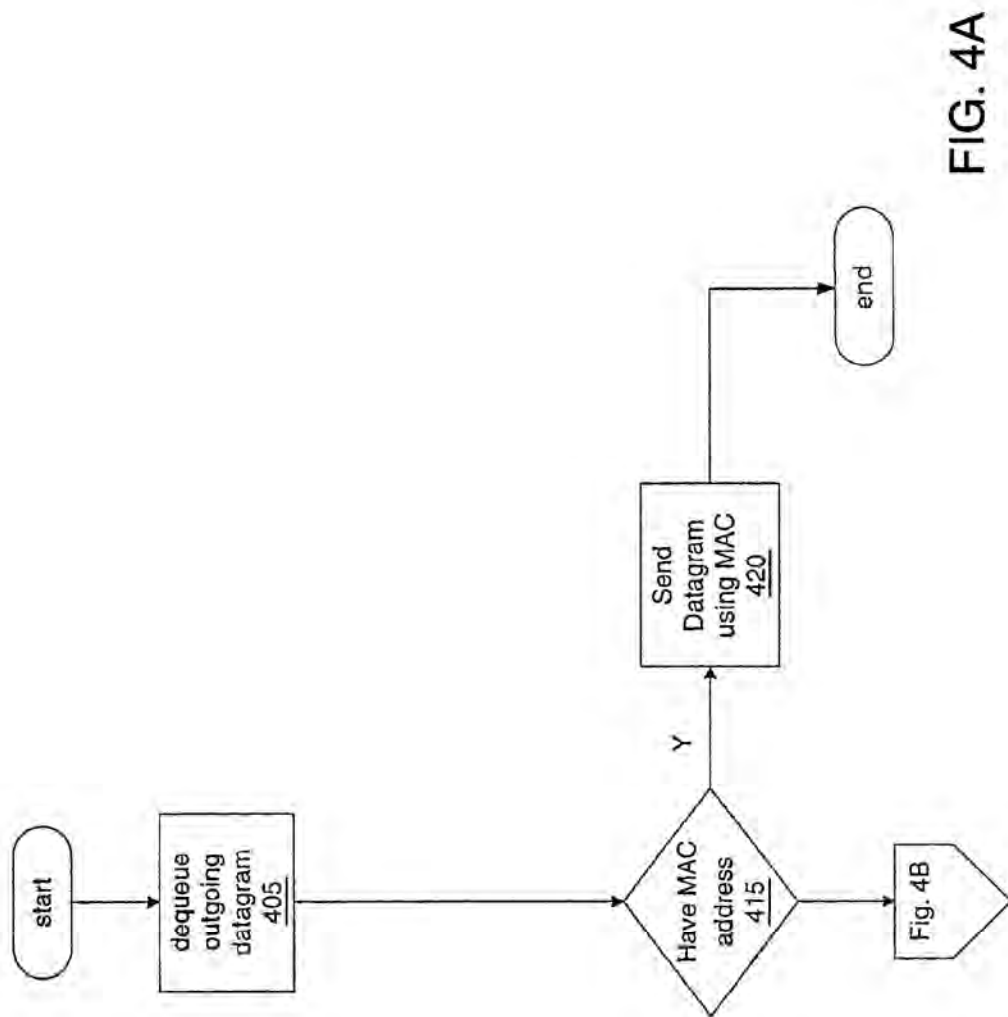 start
dequeue
outgoing
datagram
405
Have MAC
address
415
Y
Send
Datagram
using MAC
420
end
Fig. 4B
FIG. 4A